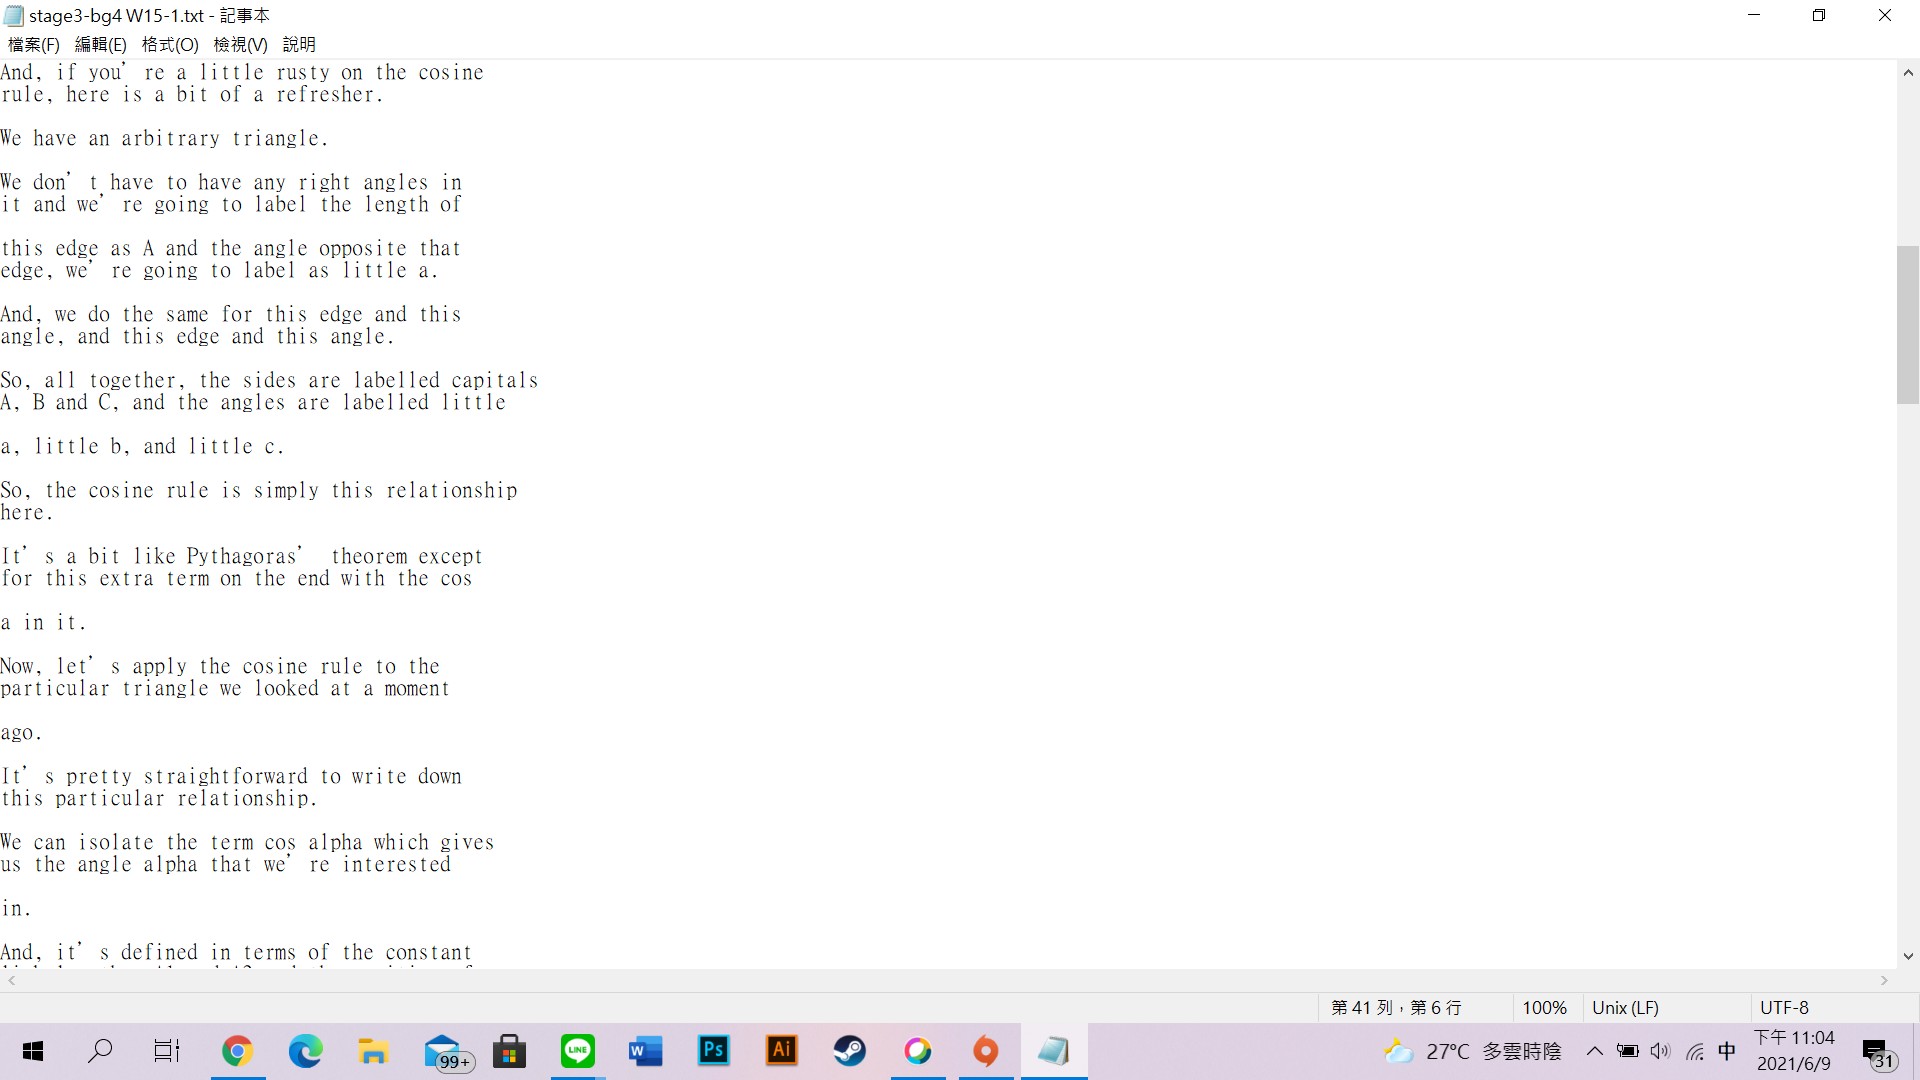 stage3-bg4 W15-1.txt - 記事本
檔案(F) 編輯(E) 格式(O) 檢視(V) 說明
And, if you’re a little rusty on the cosine
rule, here is a bit of a refresher.
We have an arbitrary triangle.
We don’t have to have any right angles in
it and we’re going to label the length of
this edge as A and the angle opposite that
edge, we’re going to label as little a.
And, we do the same for this edge and this
angle, and this edge and this angle.
So, all together, the sides are labelled capitals
A, B and C, and the angles are labelled little
a, little b, and little c.
So, the cosine rule is simply this relationship
here.
It’s a bit like Pythagoras’ theorem except
for this extra term on the end with the cos
a in it.
Now, let’s apply the cosine rule to the
particular triangle we looked at a moment
ago.
It’s pretty straightforward to write down
this particular relationship.
We can isolate the term cos alpha which gives
us the angle alpha that we’re interested
in.
And, it’s defined in terms of the constant
第 41 列，第 6 行 100% Unix (LF) UTF-8
99+ LINE W Ps Ai 27°C 多雲時陰 中 下午 11:04
2021/6/9 31